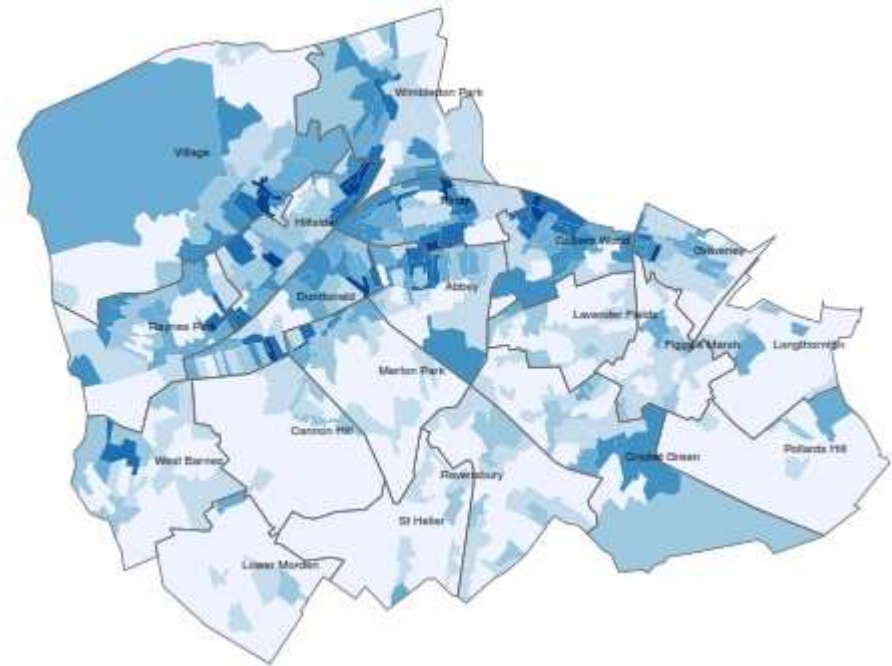 Wimbledon Park
Village
Trinity
Hillside
Colliers Wood
Graveney
Dundonald
Abbey
Lavender Fields
Raynes Park
Figge's Marsh
Longthornton
Merton Park
Cannon Hill
West Barnes
Cricket Green
Pollards Hill
Ravensbury
St Helier
Lower Morden